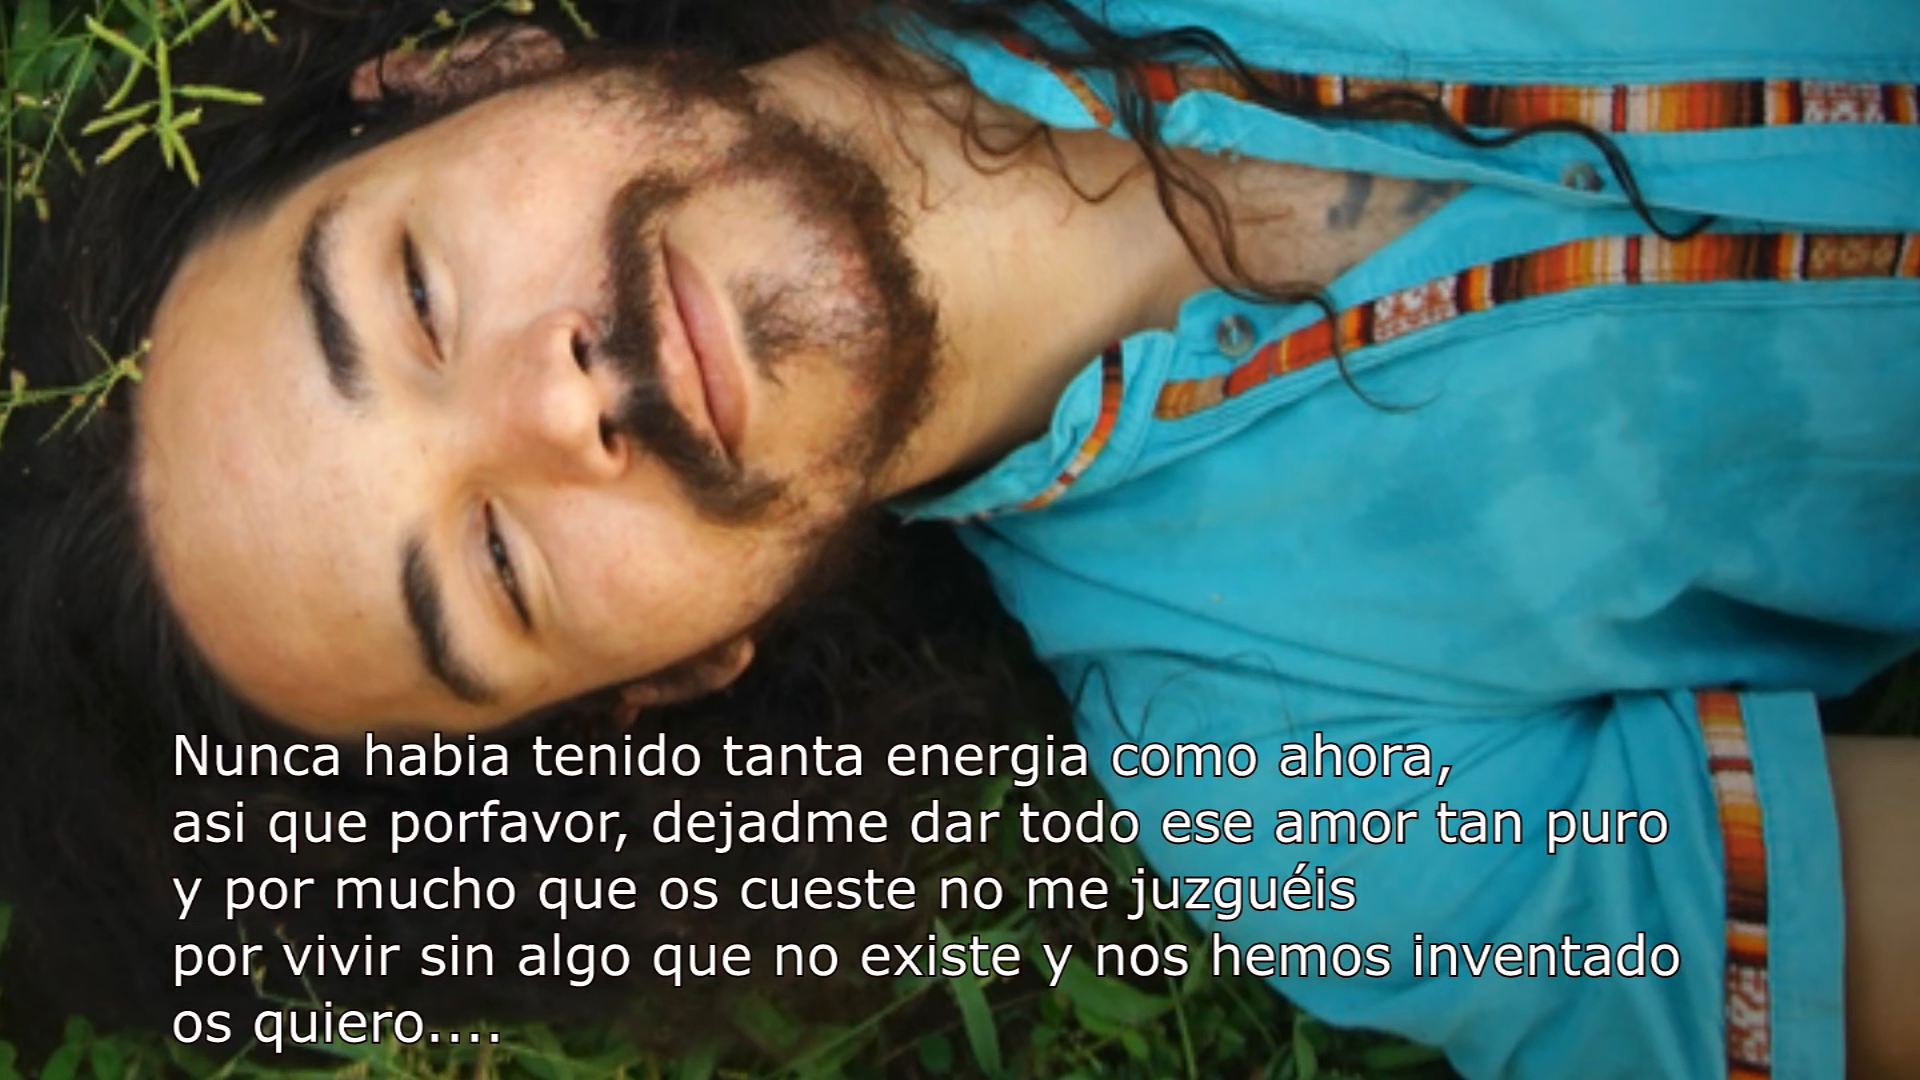 Nunca habia tenido tanta energia como ahora,
asi que porfavor, dejadme dar todo ese amor tan puro
y por mucho que os cueste no me juzguéis
por vivir sin algo que no existe y nos hemos inventado
os quiero....